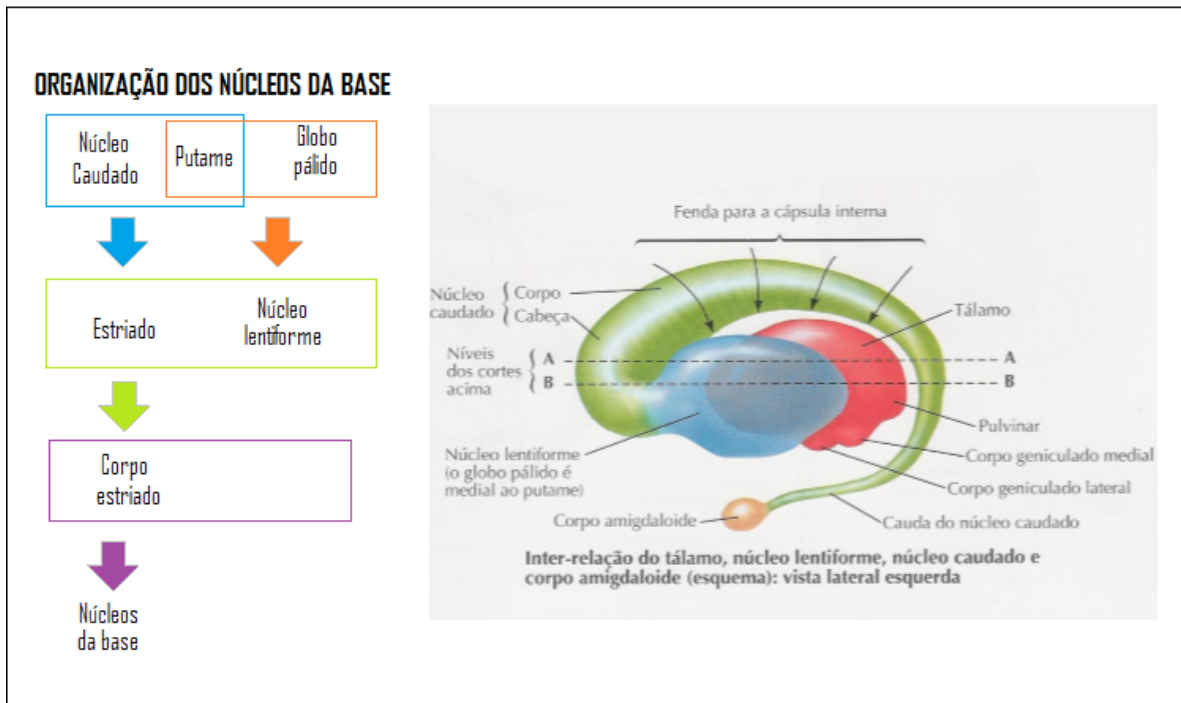 ORGANIZAÇÃO DOS NÚCLEOS DA BASE
Núcleo
Caudado
Putame
Globo
pálido
Estriado
Núcleo
lentiforme
Corpo
estriado
Núcleos
da base
Fenda para a cápsula interna
Núcleo
caudado
Corpo
Cabeça
Tálamo
Níveis
dos cortes
acima
A
B
A
B
Pulvinar
Núcleo lentiforme
(o globo pálido é
medial ao putame)
Corpo geniculado medial
Corpo geniculado lateral
Corpo amigdaloide
Cauda do núcleo caudado
Inter-relação do tálamo, núcleo lentiforme, núcleo caudado e
corpo amigdaloide (esquema): vista lateral esquerda